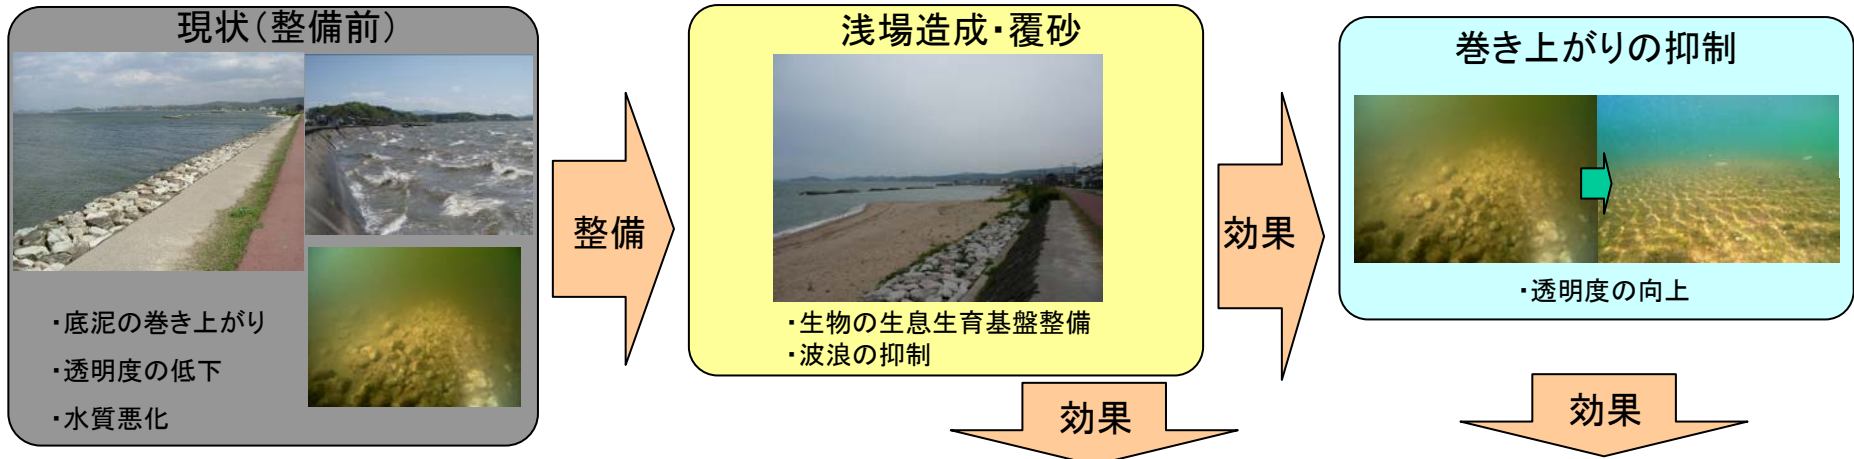 現状（整備前）
・底泥の巻き上がり
・透明度の低下
・水質悪化
整備
浅場造成・覆砂
・生物の生息生育基盤整備
・波浪の抑制
効果
効果
巻き上がりの抑制
・透明度の向上
効果